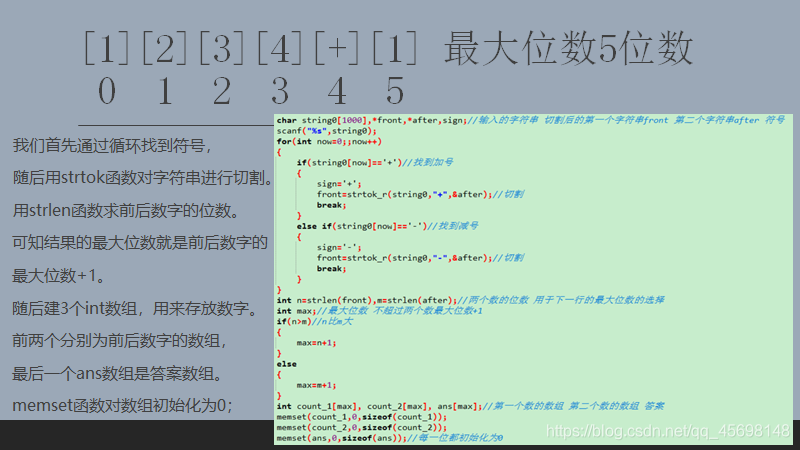 [1][2][3][4][+][1] 最大位数5位数
0 1 2 3 4 5
我们首先通过循环找到符号，
随后用strtok函数对字符串进行切割。
用strlen函数求前后数字的位数。
可知结果的最大位数就是前后数字的
最大位数+1。
随后建3个int数组，用来存放数字。
前两个分别为前后数字的数组，
最后一个ans数组是答案数组。
memset函数对数组初始化为0；
char string0[1000],*front,*after,sign;//输入的字符串 切割后的第一个字符串front 第二个字符串after 符号
scanf("%s",string0);
for(int now=0;;now++)
{
if(string0[now]=='+')//找到加号
{
sign='+';
front=strtok_r(string0,"+",&after);//切割
break;
}
else if(string0[now]=='-')//找到减号
{
sign='-';
front=strtok_r(string0,"-",&after);//切割
break;
}
}
int n=strlen(front),m=strlen(after);//两个数的位数 用于下一行的最大位数的选择
int max;//最大位数 不超过两个数最大位数+1
if(n>m)//n比m大
{
max=n+1;
}
else
{
max=m+1;
}
int count_1[max], count_2[max], ans[max];//第一个数的数组 第二个数的数组 答案
memset(count_1,0,sizeof(count_1));
memset(count_2,0,sizeof(count_2));
memset(ans,0,sizeof(ans));//每一位都初始化为0
https://blog.csdn.net/qq_45698148